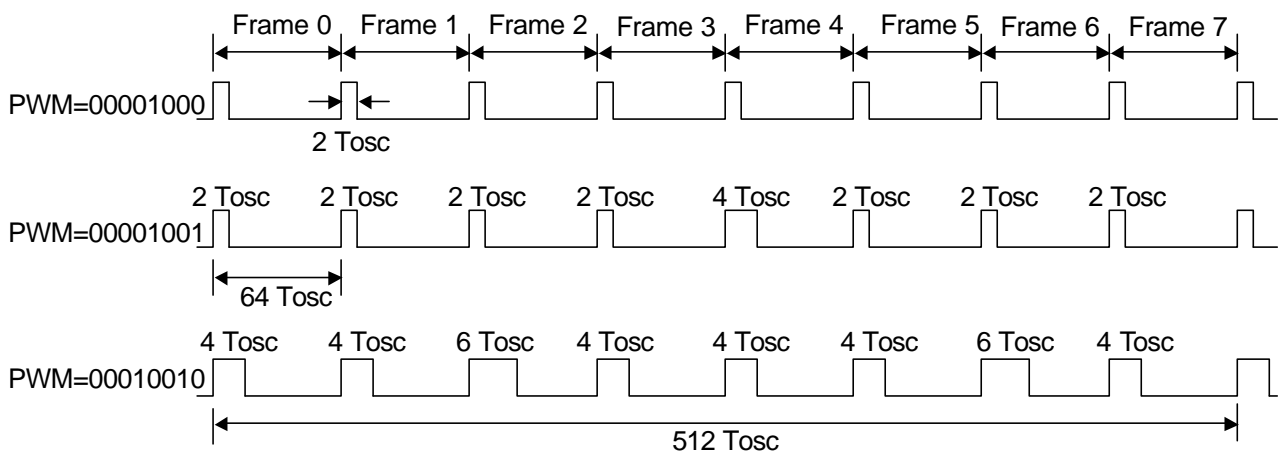 Frame 0 Frame 1 Frame 2 Frame 3 Frame 4 Frame 5 Frame 6 Frame 7
PWM=00001000
2 Tosc
2 Tosc 2 Tosc 2 Tosc 2 Tosc 4 Tosc 2 Tosc 2 Tosc 2 Tosc
PWM=00001001
64 Tosc
4 Tosc 4 Tosc 6 Tosc 4 Tosc 4 Tosc 4 Tosc 6 Tosc 4 Tosc
PWM=00010010
512 Tosc